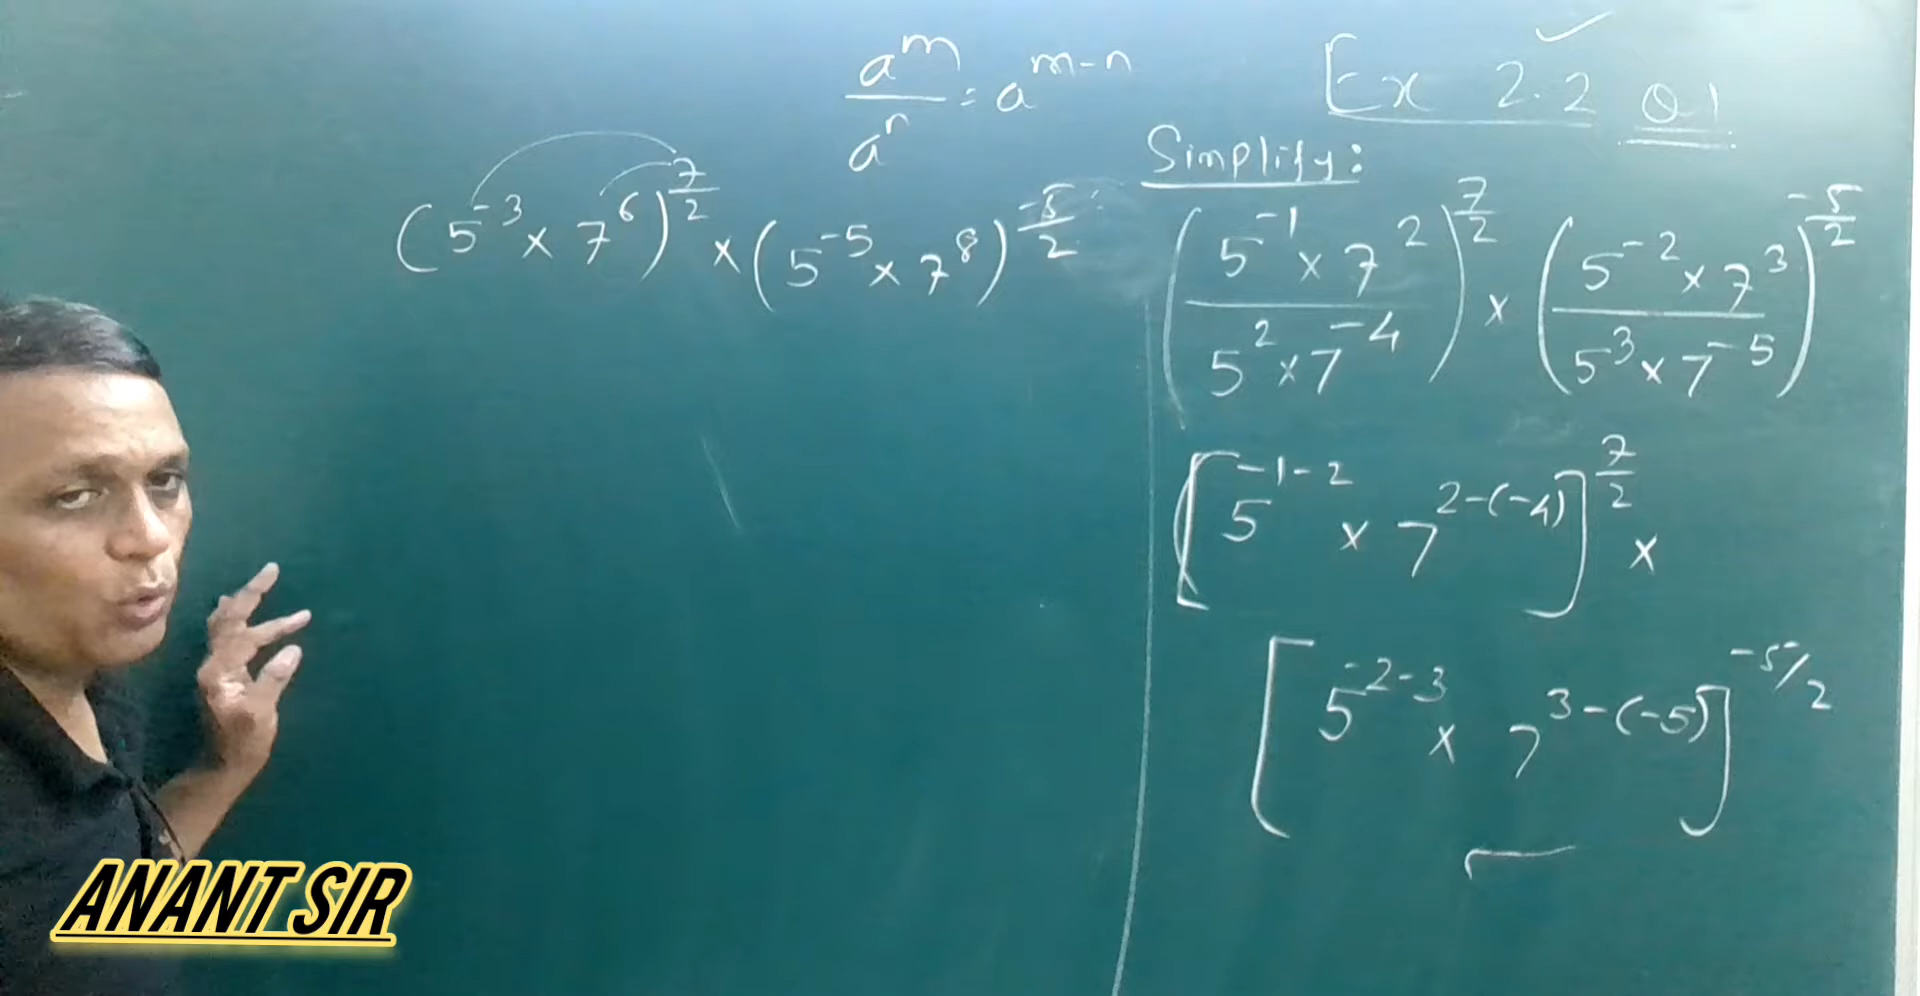 a^m / a^n = a^(m-n)
Ex 2.2 Q1
Simplify:
((5^-1 × 7^2) / (5^2 × 7^-4))^(7/2) × ((5^-2 × 7^3) / (5^3 × 7^-5))^(-5/2)
[5^(-1-2) × 7^(2-(-4))]^(7/2) ×
[5^(-2-3) × 7^(3-(-5))]^(-5/2)
(5^-3 × 7^6)^(7/2) × (5^-5 × 7^8)^(-5/2)
ANANT SIR